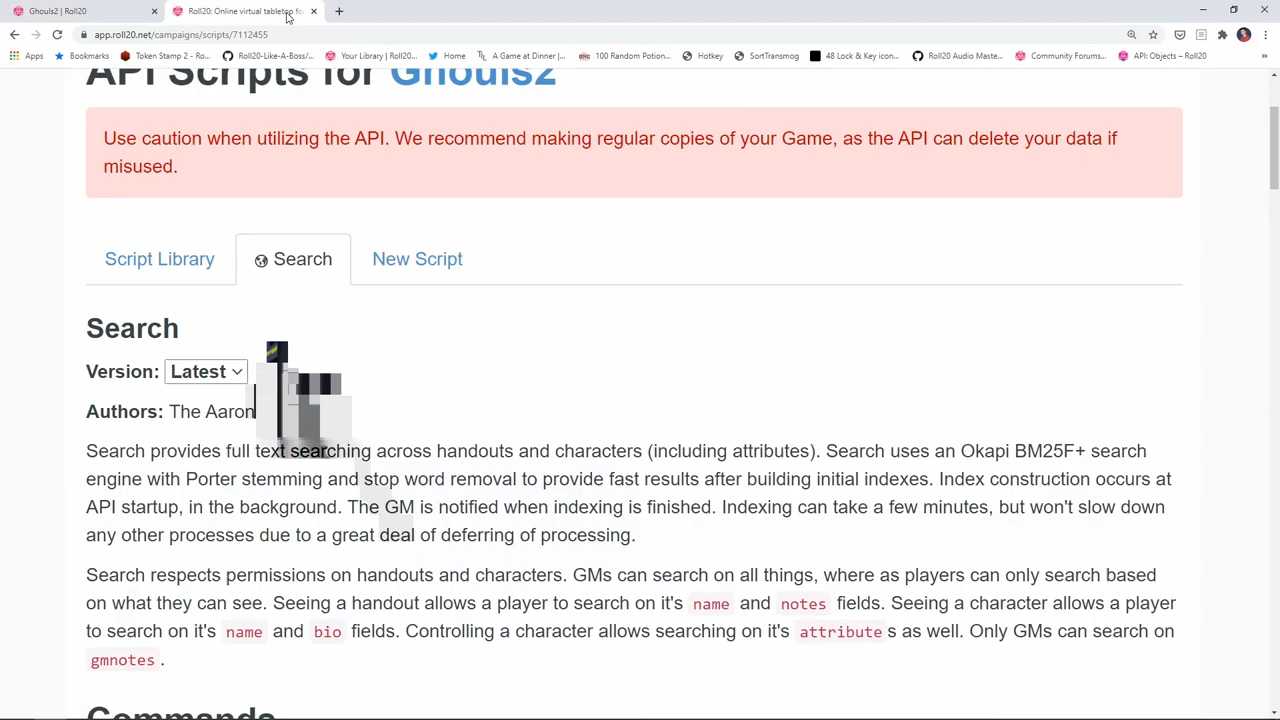 Ghouls2 | Roll20
Roll20: Online virtual tabletop fo
app.roll20.net/campaigns/scripts/7112455
Apps
Bookmarks
Token Stamp 2 - Ro...
Roll20-Like-A-Boss/...
Your Library | Roll20...
Home
A Game at Dinner |...
100 Random Potion...
Hotkey
SortTransmog
48 Lock & Key icon...
Roll20 Audio Maste...
Community Forums...
API: Objects – Roll20
»
API Scripts for Ghouls2
Use caution when utilizing the API. We recommend making regular copies of your Game, as the API can delete your data if
misused.
Script Library
Search
New Script
Search
Version: Latest
Authors: The Aaron
Search provides full text searching across handouts and characters (including attributes). Search uses an Okapi BM25F+ search
engine with Porter stemming and stop word removal to provide fast results after building initial indexes. Index construction occurs at
API startup, in the background. The GM is notified when indexing is finished. Indexing can take a few minutes, but won't slow down
any other processes due to a great deal of deferring of processing.
Search respects permissions on handouts and characters. GMs can search on all things, where as players can only search based
on what they can see. Seeing a handout allows a player to search on it's name and notes fields. Seeing a character allows a player
to search on it's name and bio fields. Controlling a character allows searching on it's attribute s as well. Only GMs can search on
gmnotes .
Commands